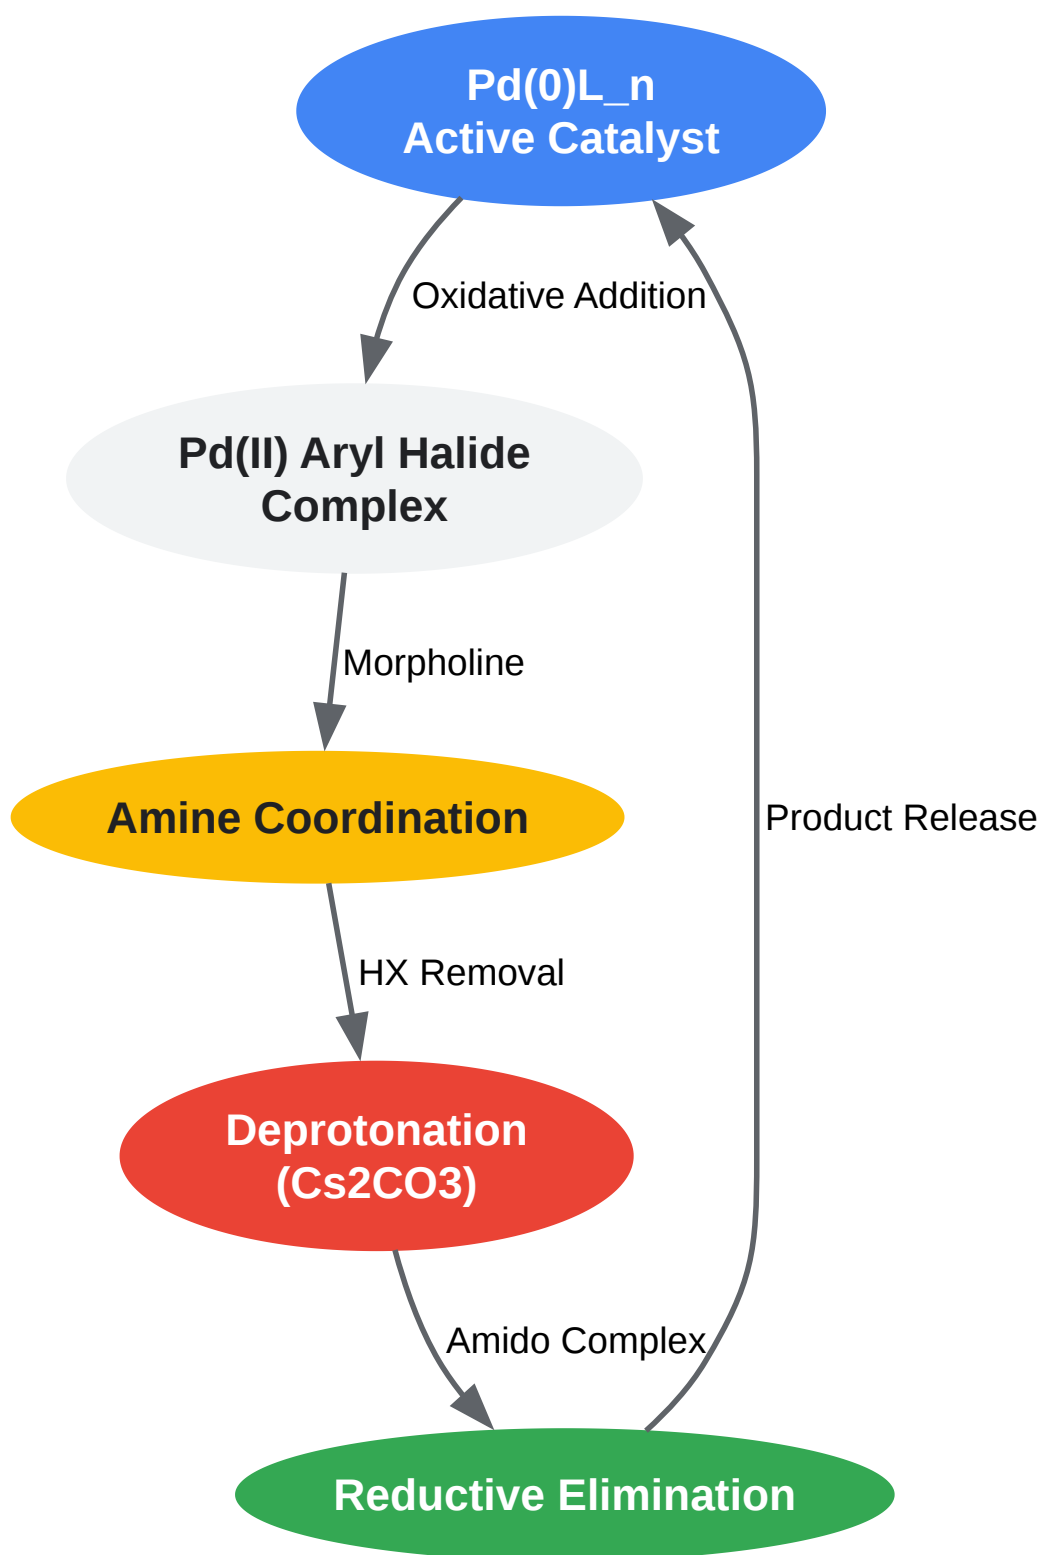 Pd(0)L_n
Active Catalyst
Oxidative Addition
Pd(II) Aryl Halide
Complex
Morpholine
Amine Coordination
Product Release
HX Removal
Deprotonation
(Cs2CO3)
Amido Complex
Reductive Elimination